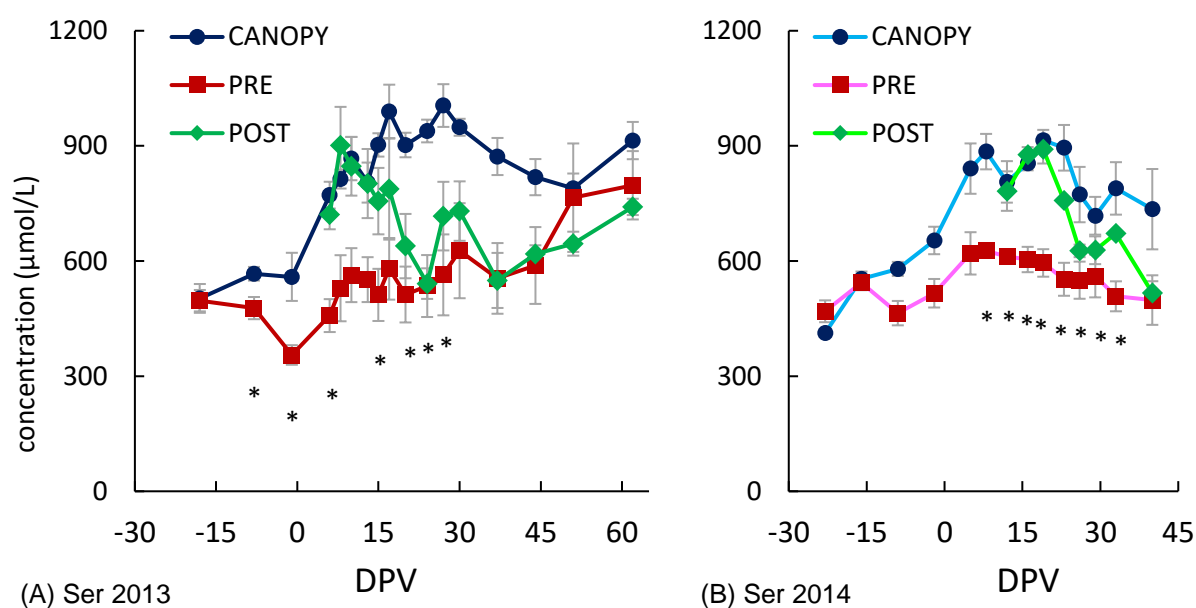 concentration (µmol/L)
1200
900
600
300
0
CANOPY
PRE
POST
* * * * * * *
-30 -15 0 15 30 45 60
DPV
(A) Ser 2013
1200
900
600
300
0
CANOPY
PRE
POST
* * * * * * * *
-30 -15 0 15 30 45
DPV
(B) Ser 2014